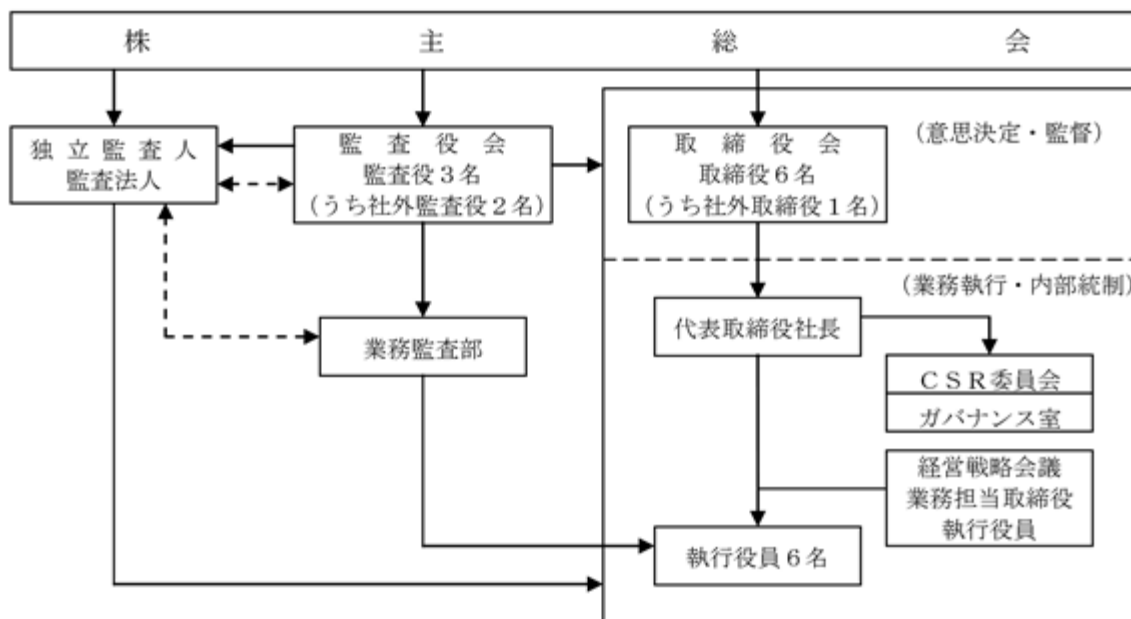 株主総会
独立監査人
監査法人
監査役会
監査役3名
(うち社外監査役2名)
取締役会
取締役6名
(うち社外取締役1名)
(意思決定・監督)
(業務執行・内部統制)
代表取締役社長
業務監査部
CSR委員会
ガバナンス室
経営戦略会議
業務担当取締役
執行役員
執行役員6名